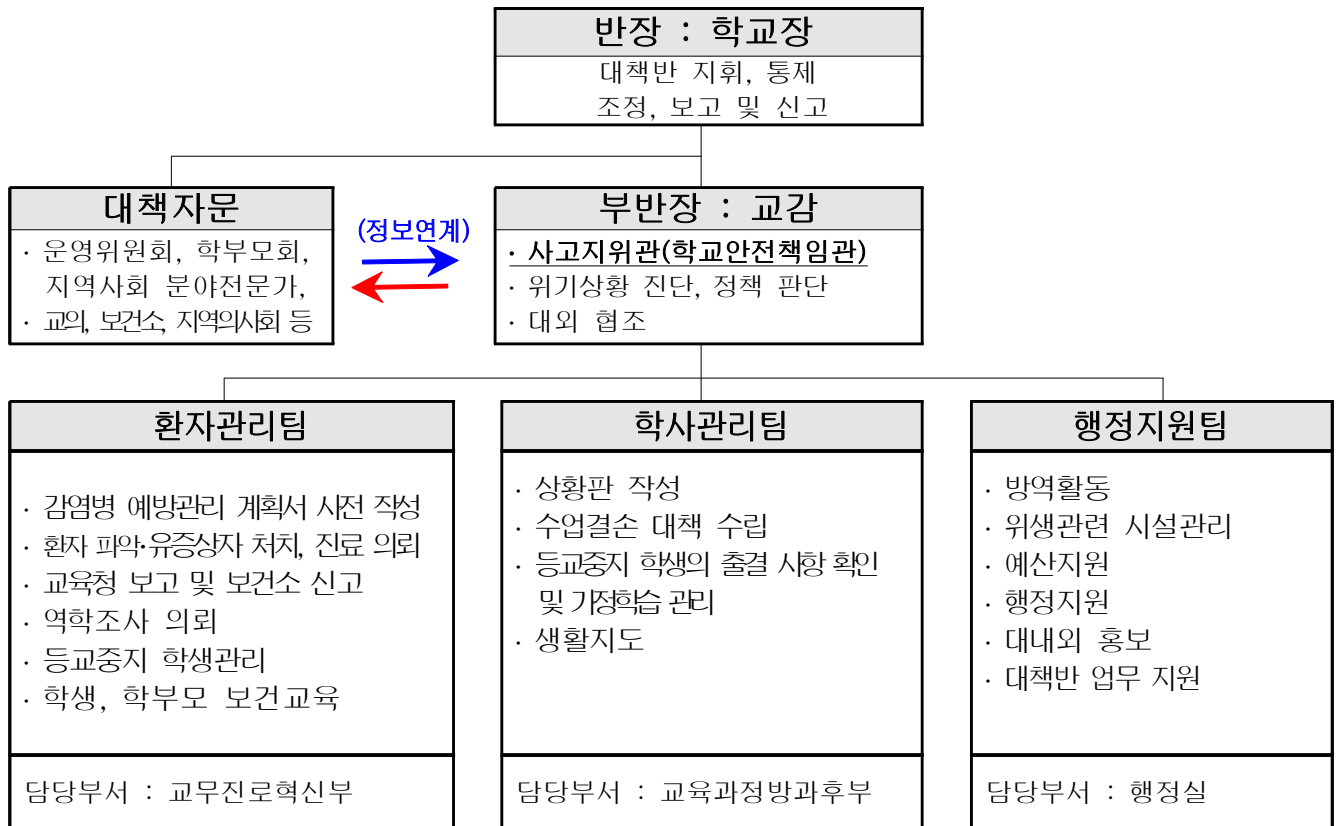 반장 : 학교장
대책반 지휘, 통제
조정, 보고 및 신고
대책자문
· 운영위원회, 학부모회,
지역사회 분야전문가,
· 교의, 보건소, 지역의사회 등
(정보연계)
부반장 : 교감
· 사고지위관(학교안전책임관)
· 위기상황 진단, 정책 판단
· 대외 협조
환자관리팀
· 감염병 예방관리 계획서 사전 작성
· 환자 파악·유증상자 처치, 진료 의뢰
· 교육청 보고 및 보건소 신고
· 역학조사 의뢰
· 등교중지 학생관리
· 학생, 학부모 보건교육
담당부서 : 교무진로혁신부
학사관리팀
· 상황판 작성
· 수업결손 대책 수립
· 등교중지 학생의 출결 사항 확인
및 가정학습 관리
· 생활지도
담당부서 : 교육과정방과후부
행정지원팀
· 방역활동
· 위생관련 시설관리
· 예산지원
· 행정지원
· 대내외 홍보
· 대책반 업무 지원
담당부서 : 행정실